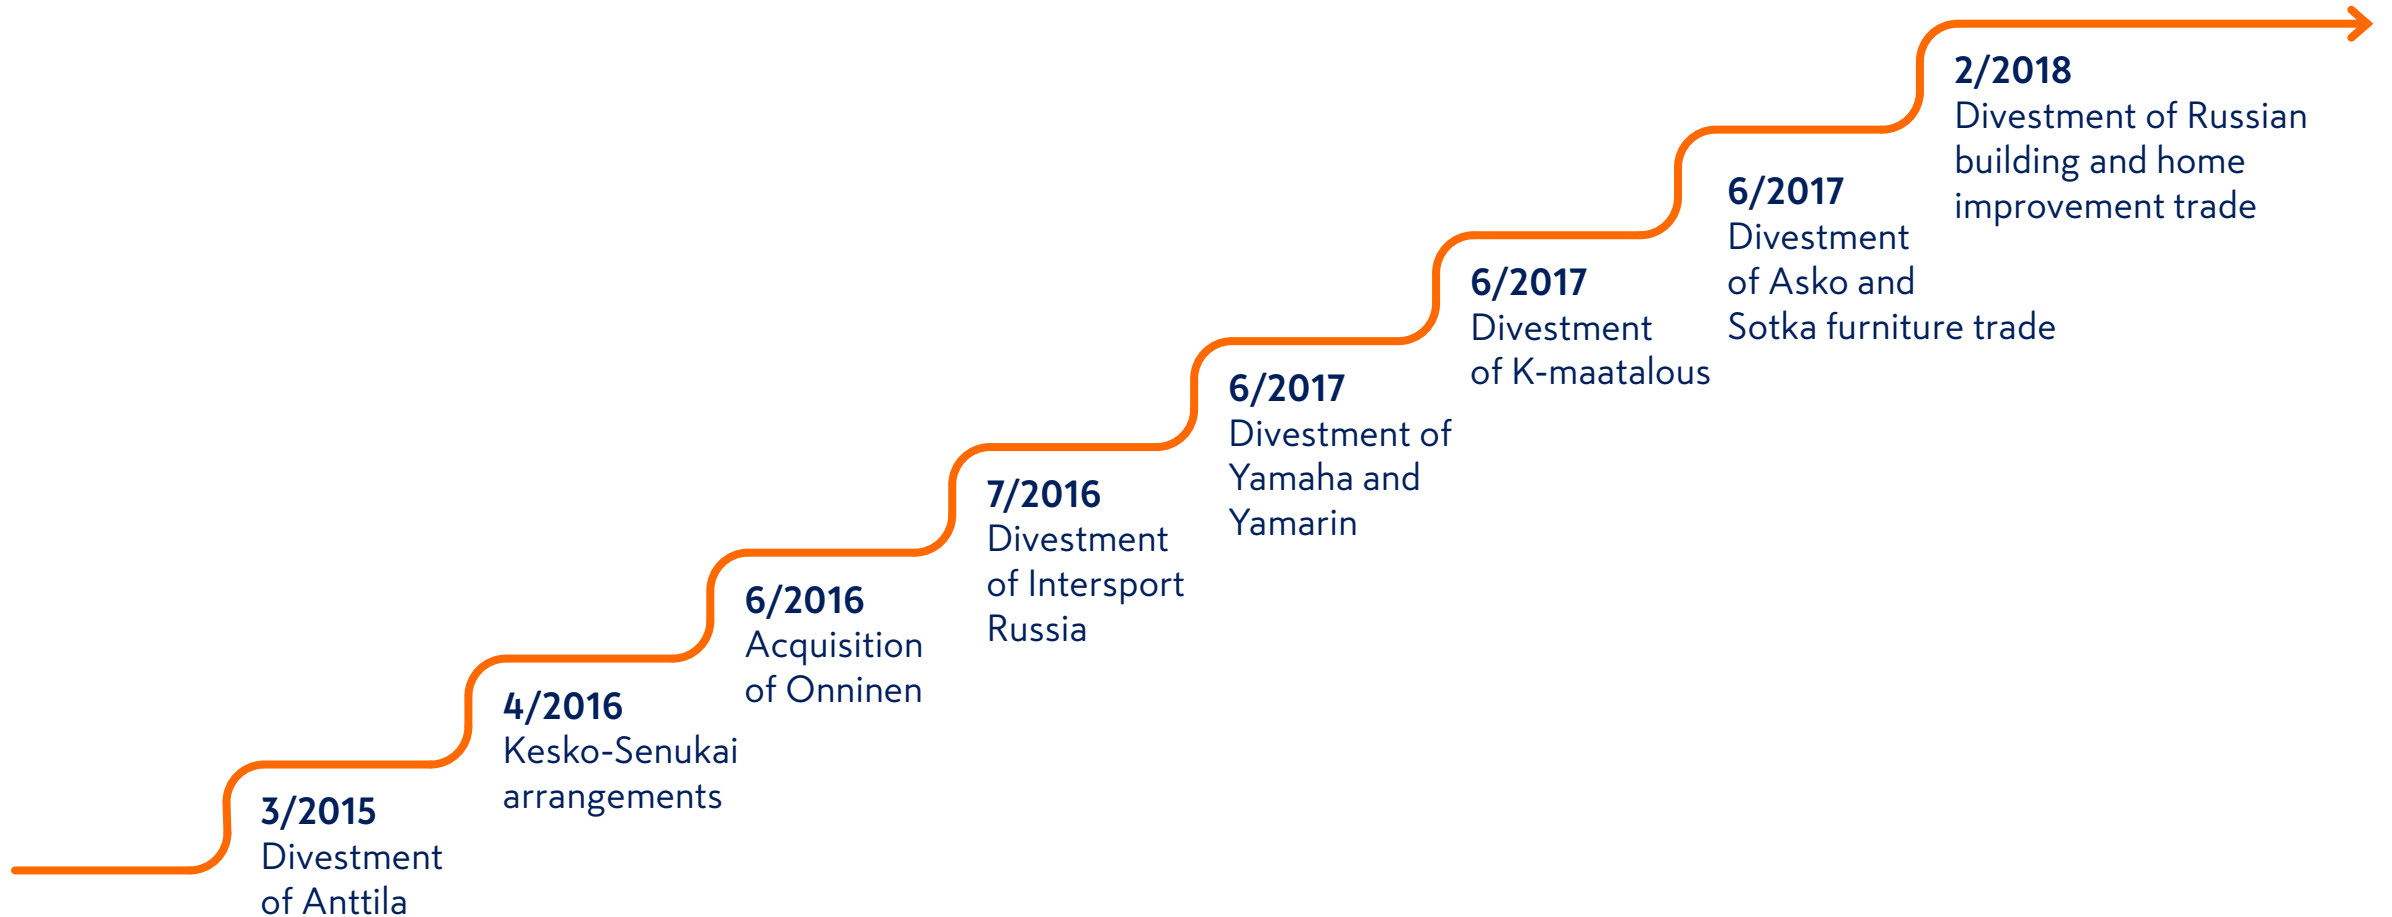 3/2015
Divestment
of Anttila
4/2016
Kesko-Senukai
arrangements
6/2016
Acquisition
of Onninen
7/2016
Divestment
of Intersport
Russia
6/2017
Divestment of
Yamaha and
Yamarin
6/2017
Divestment
of K-maatalous
6/2017
Divestment
of Asko and
Sotka furniture trade
2/2018
Divestment of Russian
building and home
improvement trade